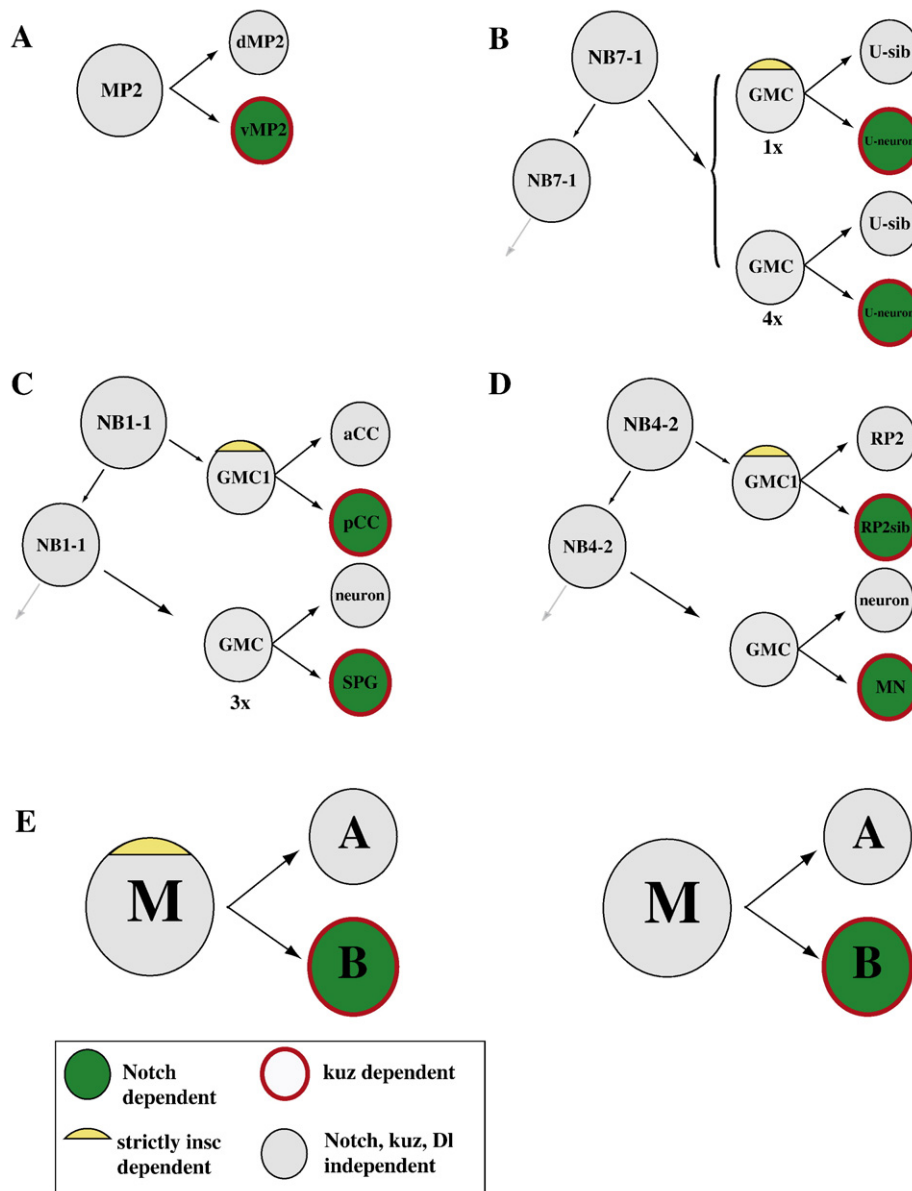 A
MP2
dMP2
vMP2
B
NB7-1
NB7-1
GMC
1x
U-sib
U-neuron
GMC
4x
U-sib
U-neuron
C
NB1-1
NB1-1
GMC1
aCC
pCC
GMC
3x
neuron
SPG
D
NB4-2
NB4-2
GMC1
RP2
RP2sib
GMC
neuron
MN
E
M
A
B
M
A
B
Notch
dependent
kuz dependent
strictly insc
dependent
Notch, kuz, Dl
independent